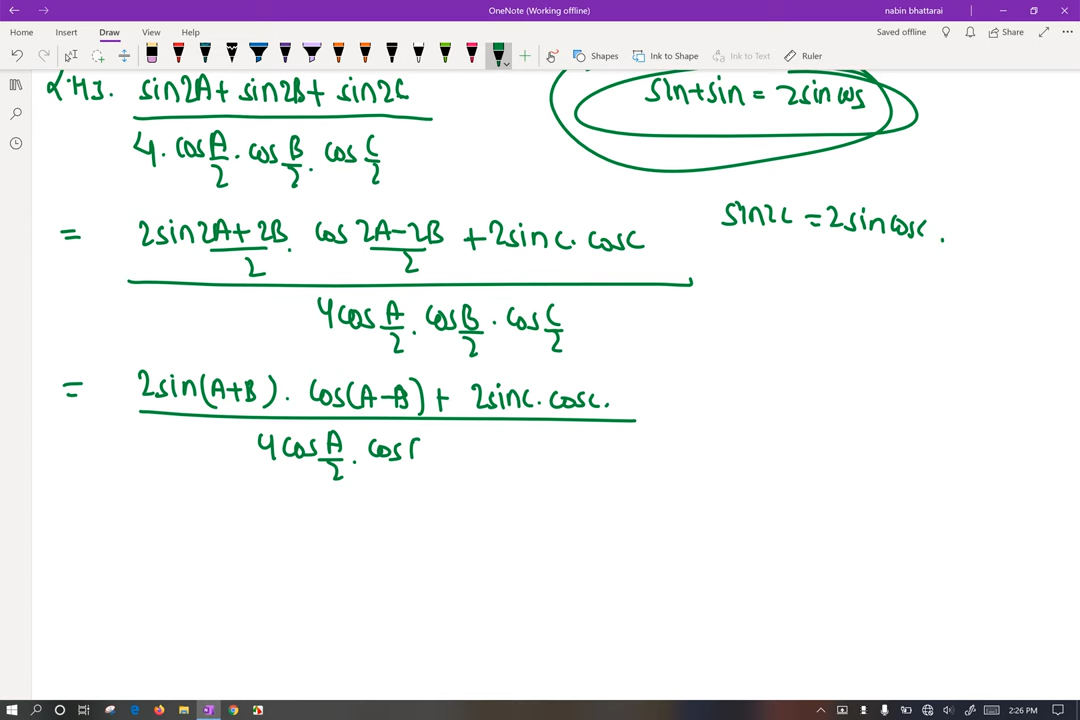 OneNote (Working offline)
nabin bhattarai
Home Insert Draw View Help
Saved offline
Share
Shapes Ink to Shape Ink to Text Math Ruler
L.H.S. sin2A + sin2B + sin2C
4. cos A/2 . cos B/2 . cos C/2
sin+sin = 2sin cos
= 2sin 2A+2B/2 . cos 2A-2B/2 + 2sinc. cosc
4cos A/2 . cos B/2 . cos C/2
sin2c = 2sincosc .
= 2sin(A+B) . cos(A-B) + 2sinc. cosc.
4cos A/2 . cos
2:26 PM